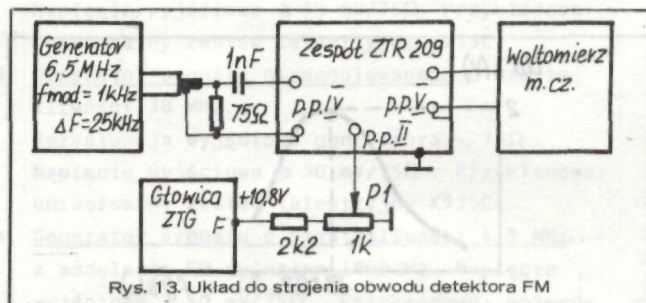 Generator
6,5 MHz
fmod.= 1kHz
ΔF=25kHz
1nF
75Ω
Zespół ZTR 209
p.p.IV
p.p.V
p.p.II
Woltomierz
m.cz.
Głowica
ZTG
F
+10,8V
2k2
P1
1k
Rys. 13. Układ do strojenia obwodu detektora FM